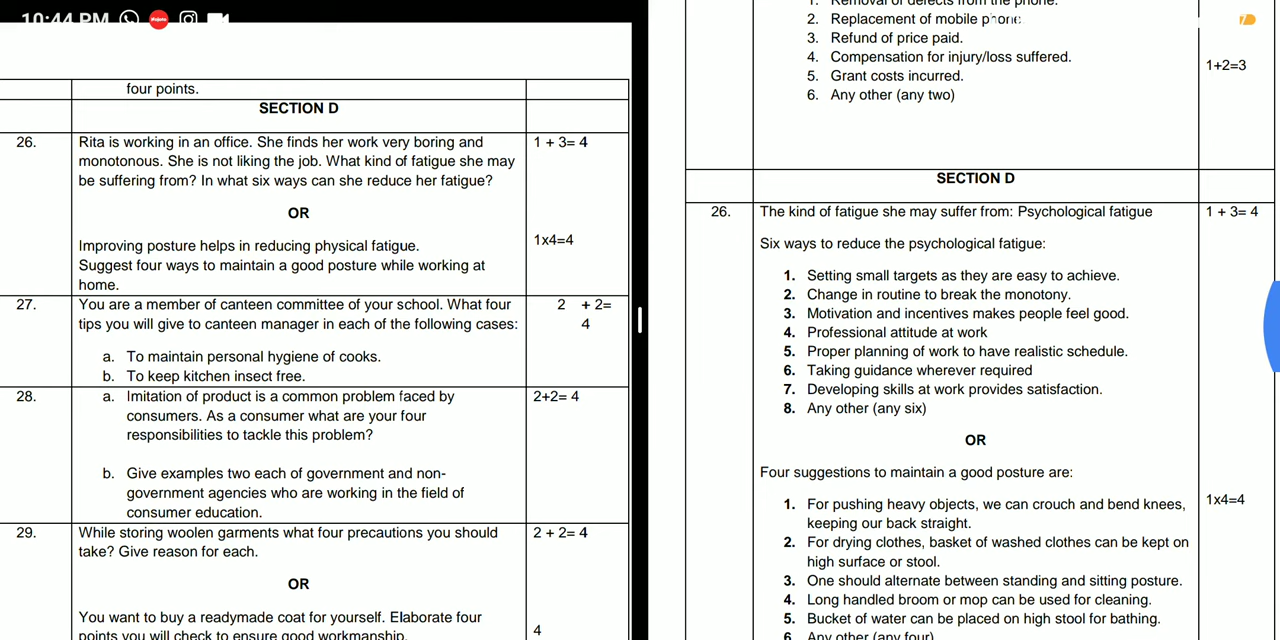 10:44 PM
four points.
SECTION D
26.
Rita is working in an office. She finds her work very boring and
monotonous. She is not liking the job. What kind of fatigue she may
be suffering from? In what six ways can she reduce her fatigue?
1 + 3= 4
OR
Improving posture helps in reducing physical fatigue.
Suggest four ways to maintain a good posture while working at
home.
1x4=4
27.
You are a member of canteen committee of your school. What four
tips you will give to canteen manager in each of the following cases:
2 + 2=
4
a. To maintain personal hygiene of cooks.
b. To keep kitchen insect free.
28.
a. Imitation of product is a common problem faced by
consumers. As a consumer what are your four
responsibilities to tackle this problem?
2+2= 4
b. Give examples two each of government and non-
government agencies who are working in the field of
consumer education.
29.
While storing woolen garments what four precautions you should
take? Give reason for each.
2 + 2= 4
OR
You want to buy a readymade coat for yourself. Elaborate four
points you will check to ensure good workmanship.
4
1. Removal of defects from the phone.
2. Replacement of mobile phone.
3. Refund of price paid.
4. Compensation for injury/loss suffered.
5. Grant costs incurred.
6. Any other (any two)
1+2=3
SECTION D
26.
The kind of fatigue she may suffer from: Psychological fatigue
1 + 3= 4
Six ways to reduce the psychological fatigue:
1. Setting small targets as they are easy to achieve.
2. Change in routine to break the monotony.
3. Motivation and incentives makes people feel good.
4. Professional attitude at work
5. Proper planning of work to have realistic schedule.
6. Taking guidance wherever required
7. Developing skills at work provides satisfaction.
8. Any other (any six)
OR
Four suggestions to maintain a good posture are:
1. For pushing heavy objects, we can crouch and bend knees,
keeping our back straight.
1x4=4
2. For drying clothes, basket of washed clothes can be kept on
high surface or stool.
3. One should alternate between standing and sitting posture.
4. Long handled broom or mop can be used for cleaning.
5. Bucket of water can be placed on high stool for bathing.
6. Any other (any four)